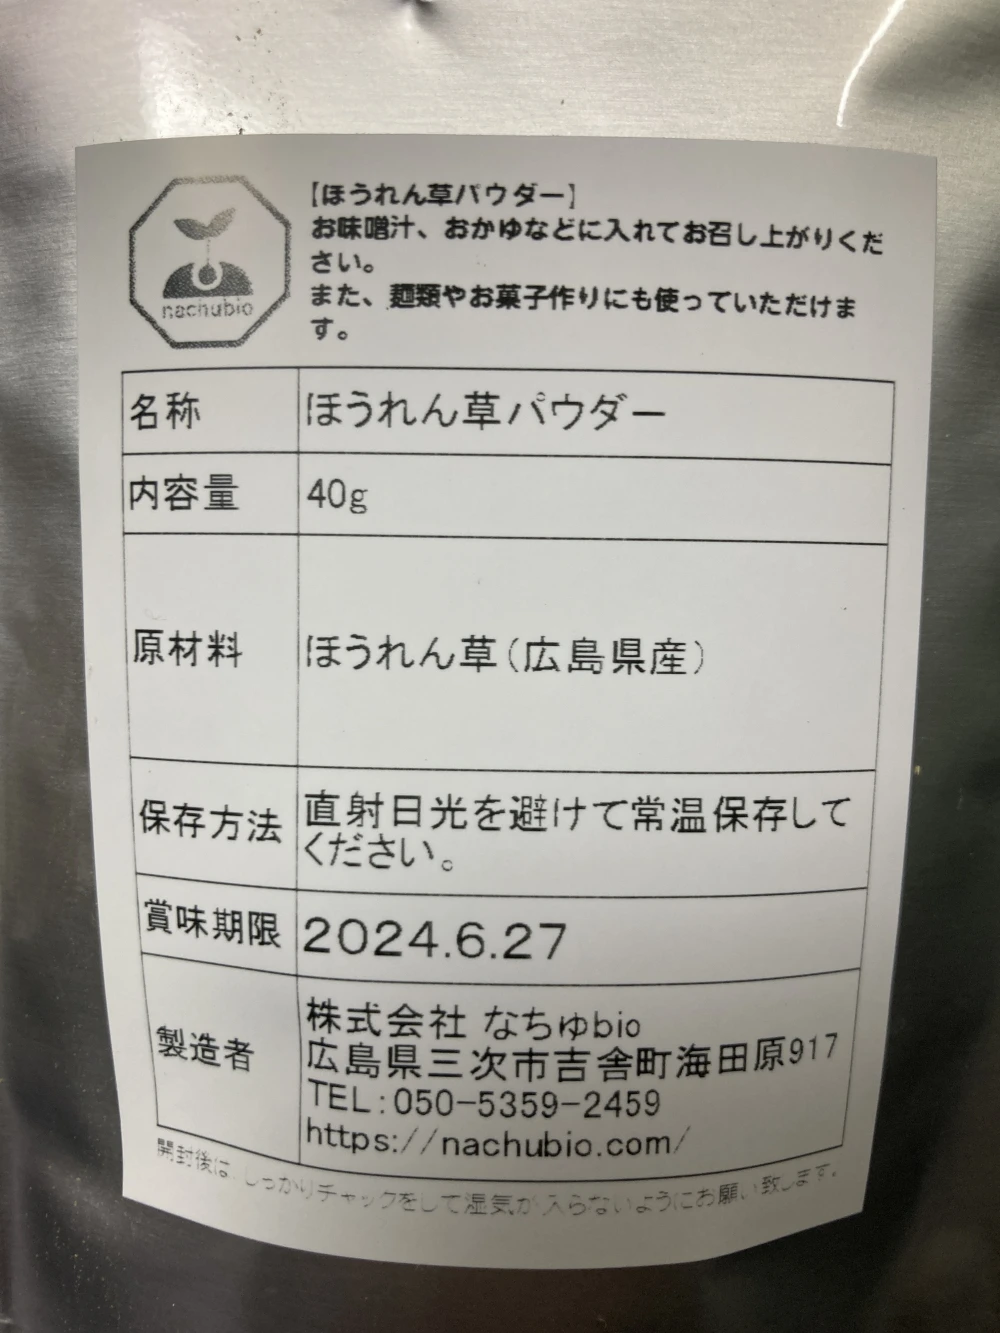 nachubio
【ほうれん草パウダー】
お味噌汁、おかゆなどに入れてお召し上がりくだ
さい。
また、麺類やお菓子作りにも使っていただけま
す。
名称 ほうれん草パウダー
内容量 40g
原材料 ほうれん草(広島県産)
保存方法 直射日光を避けて常温保存して
ください。
賞味期限 2024.6.27
製造者 株式会社 なちゅbio
広島県三次市吉舎町海田原917
TEL:050-5359-2459
https://nachubio.com/
開封後は、しっかりチャックをして湿気が入らないようにお願い致します。